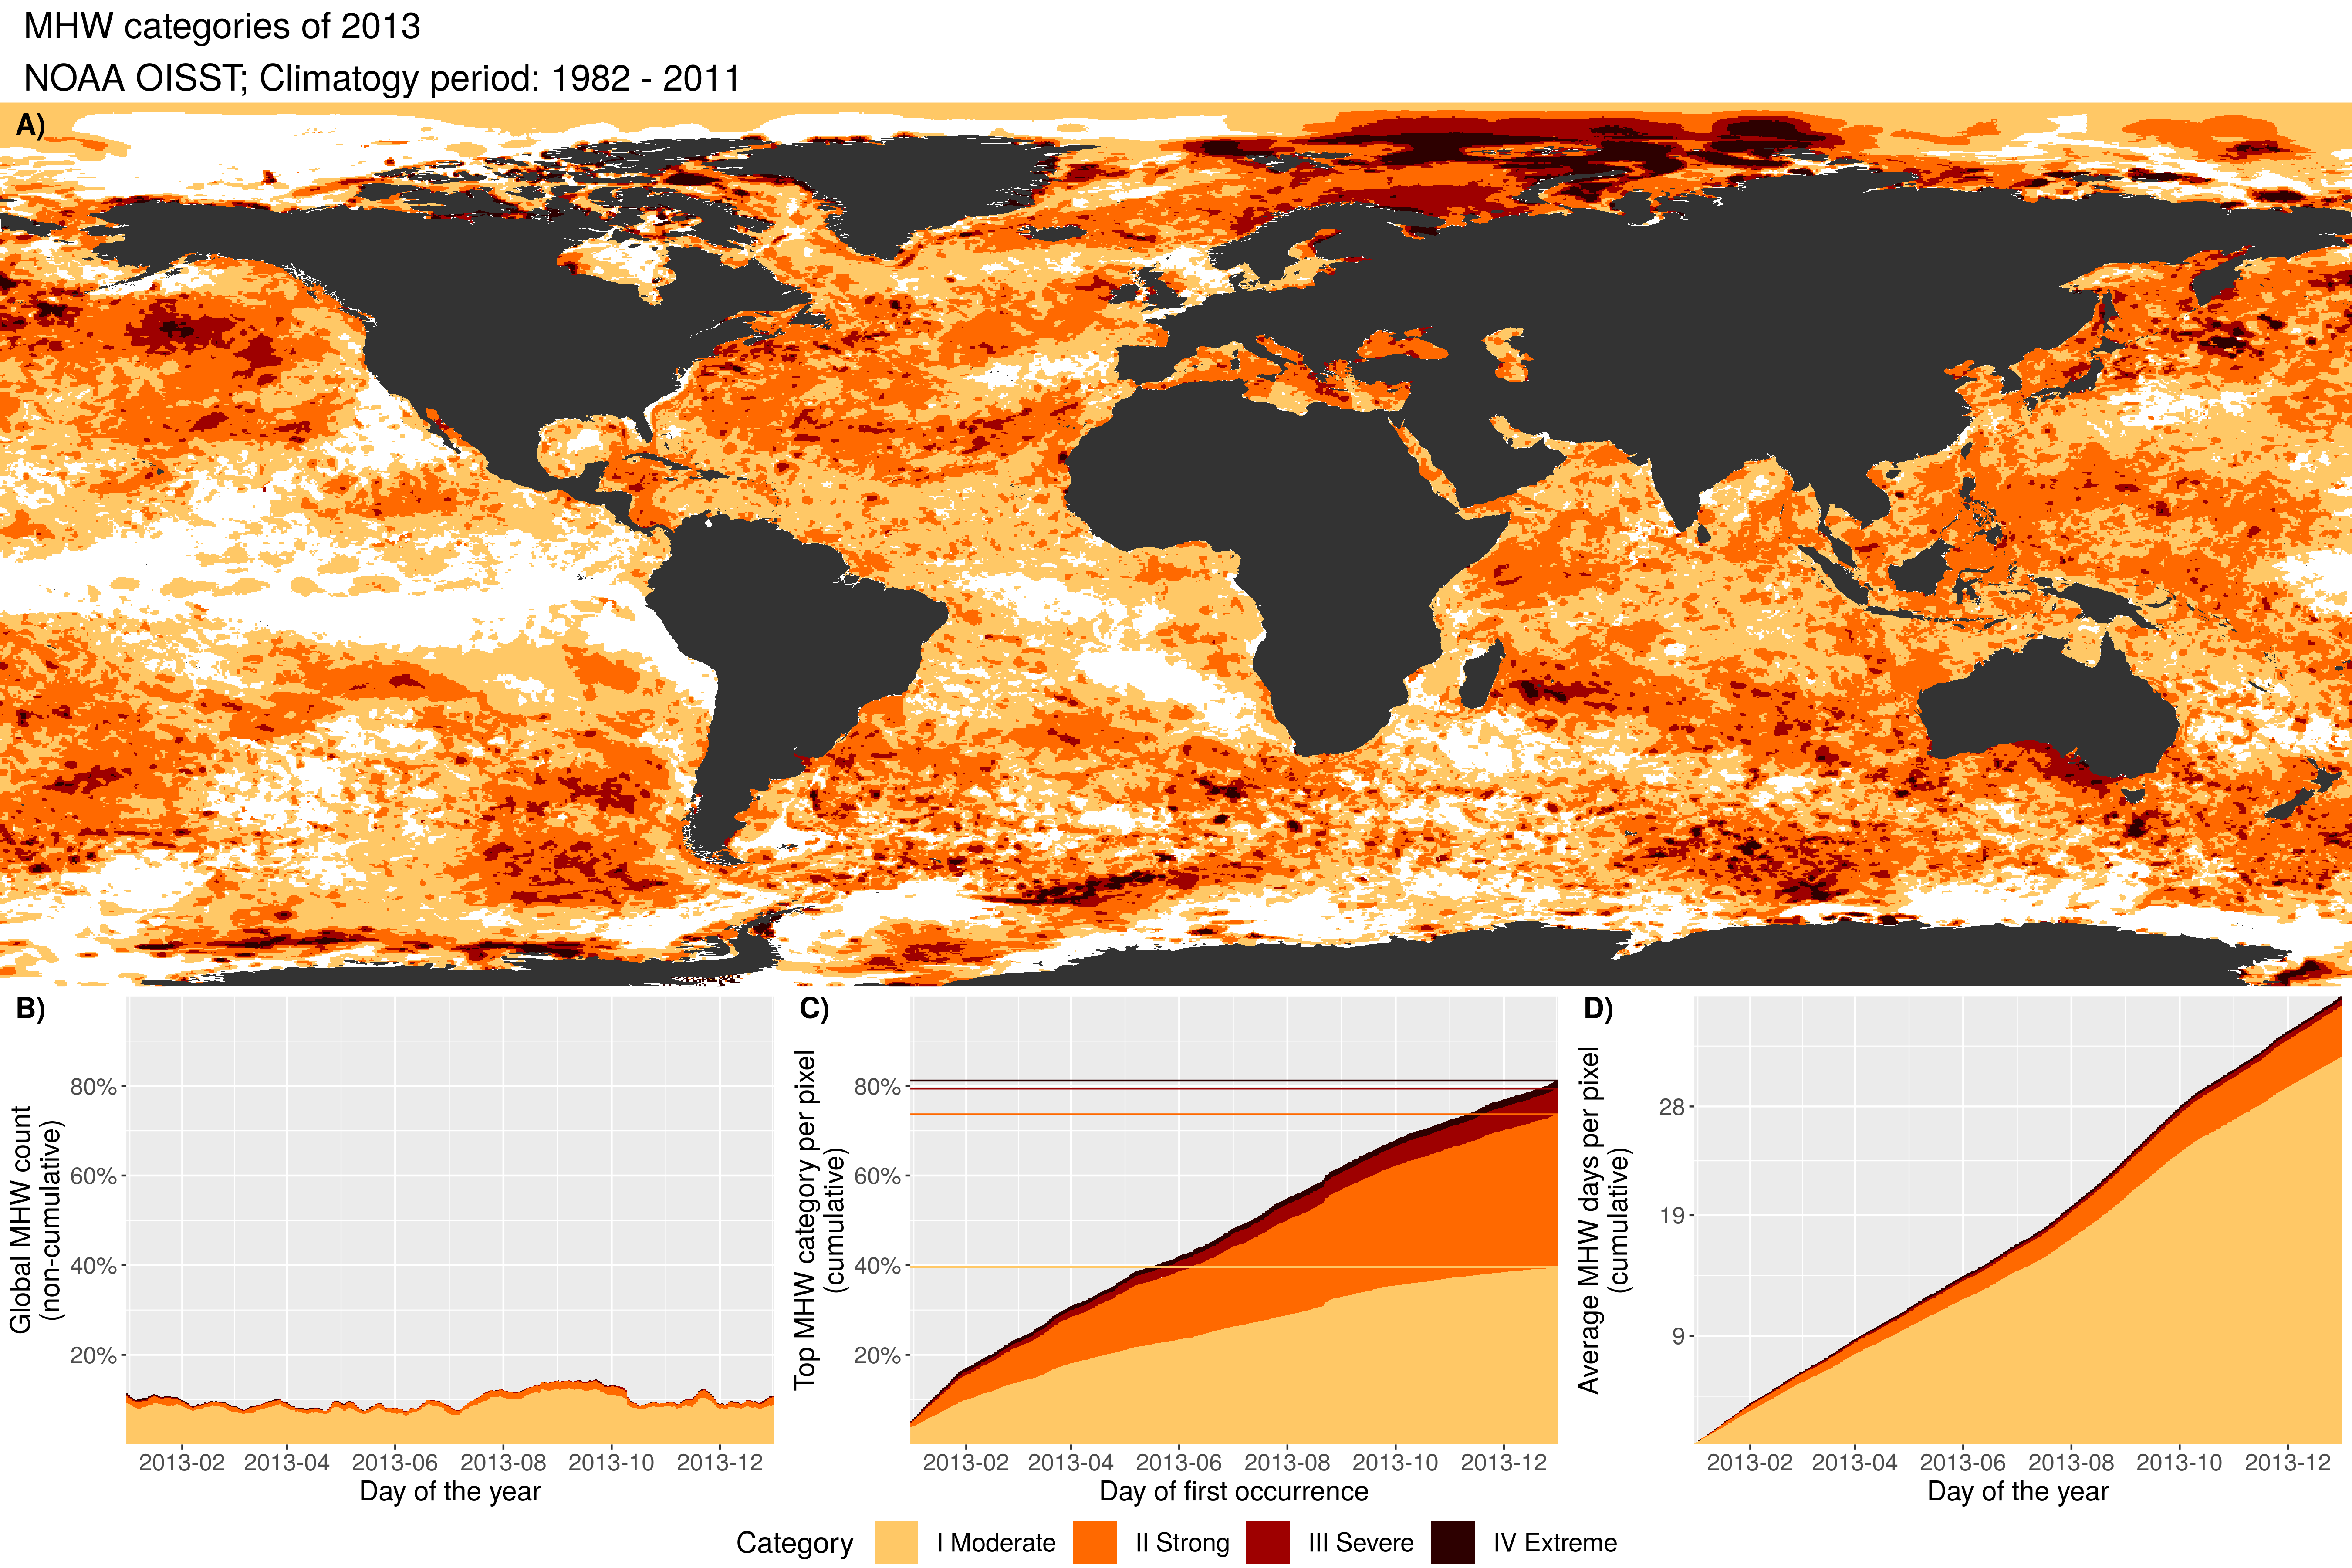 MHW categories of 2013
NOAA OISST; Climatogy period: 1982 - 2011
A)
B)
Global MHW count
(non-cumulative)
80%
60%
40%
20%
2013-02 2013-04 2013-06 2013-08 2013-10 2013-12
Day of the year
C)
Top MHW category per pixel
(cumulative)
80%
60%
40%
20%
2013-02 2013-04 2013-06 2013-08 2013-10 2013-12
Day of first occurrence
D)
Average MHW days per pixel
(cumulative)
28
19
9
2013-02 2013-04 2013-06 2013-08 2013-10 2013-12
Day of the year
Category I Moderate II Strong III Severe IV Extreme